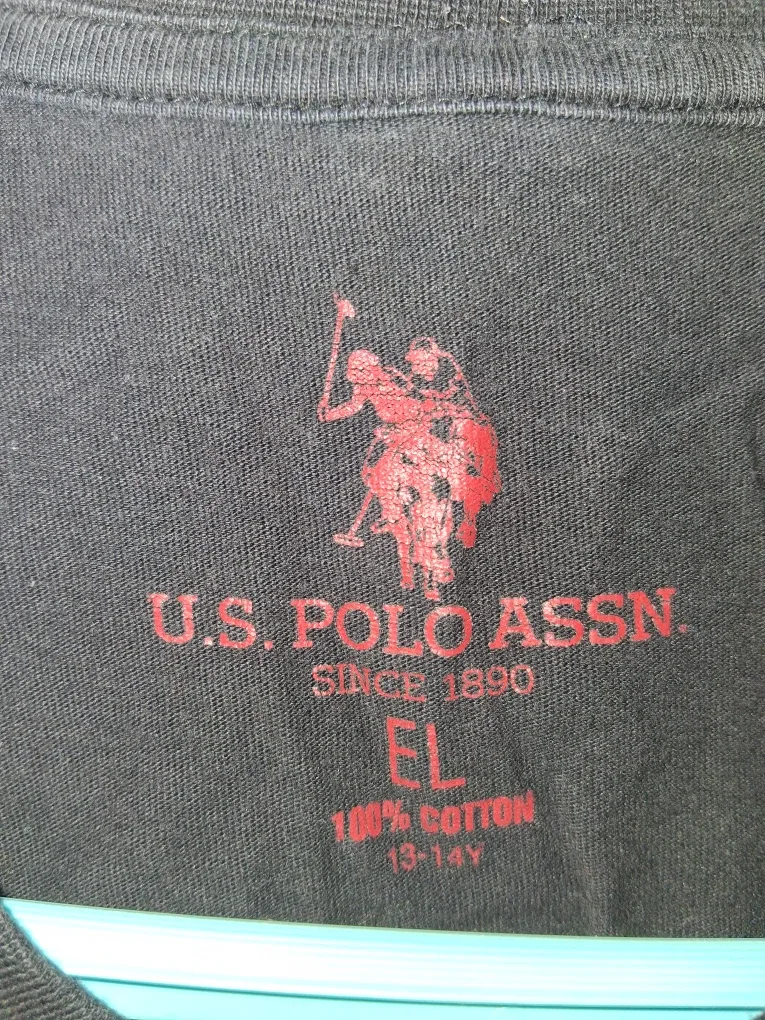 U.S. POLO ASSN.
SINCE 1890
EL
100% COTTON
13-14Y